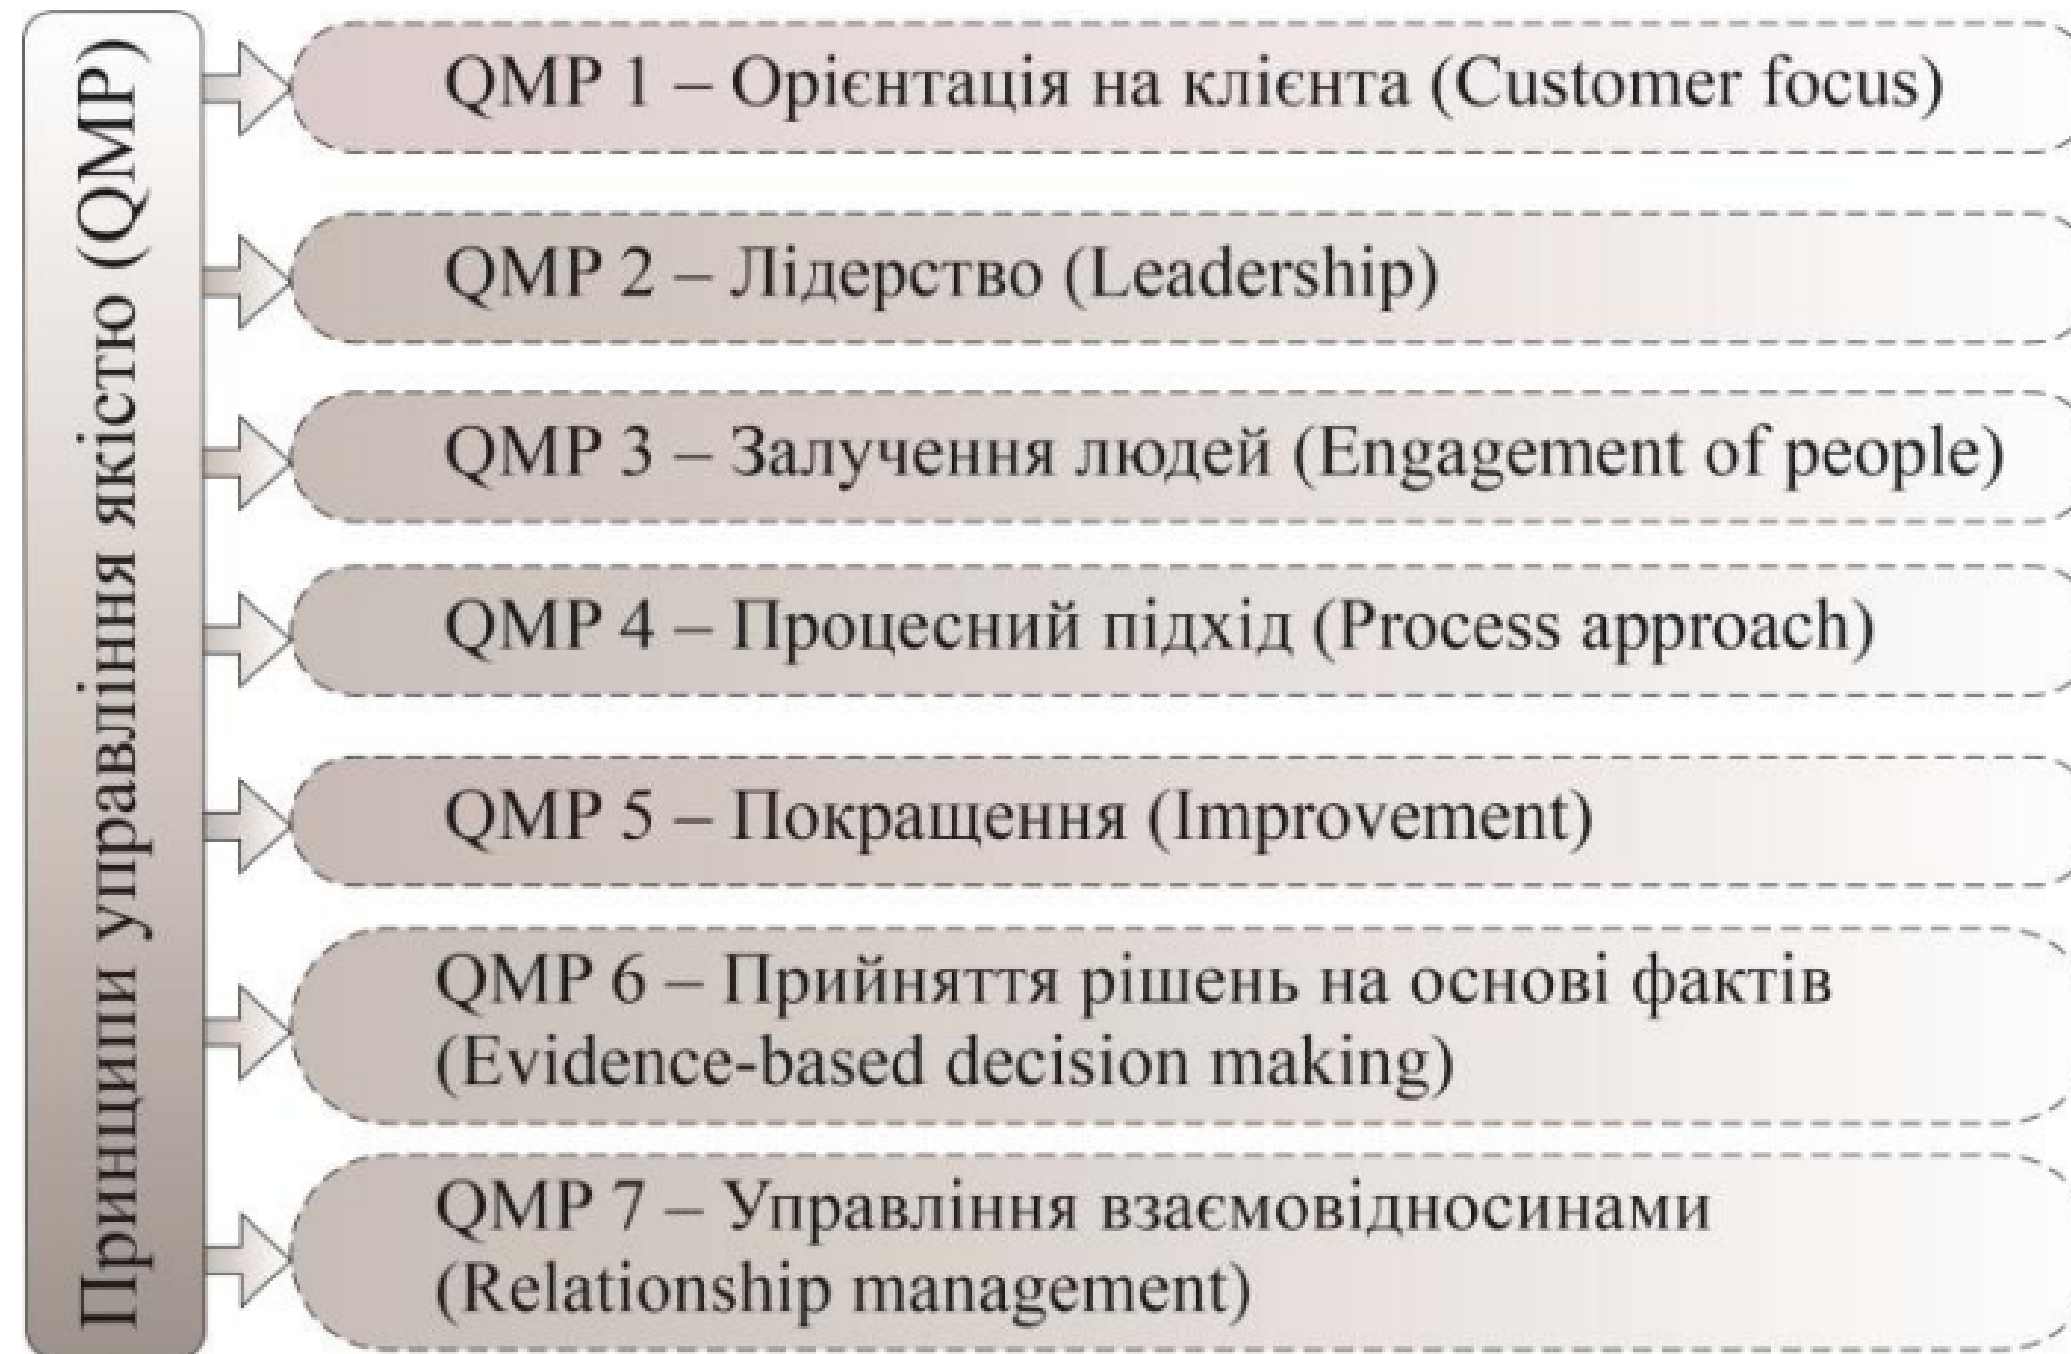 Принципи управління якістю (QMP)
QMP 1 – Орієнтація на клієнта (Customer focus)
QMP 2 – Лідерство (Leadership)
QMP 3 – Залучення людей (Engagement of people)
QMP 4 – Процесний підхід (Process approach)
QMP 5 – Покращення (Improvement)
QMP 6 – Прийняття рішень на основі фактів
(Evidence-based decision making)
QMP 7 – Управління взаємовідносинами
(Relationship management)